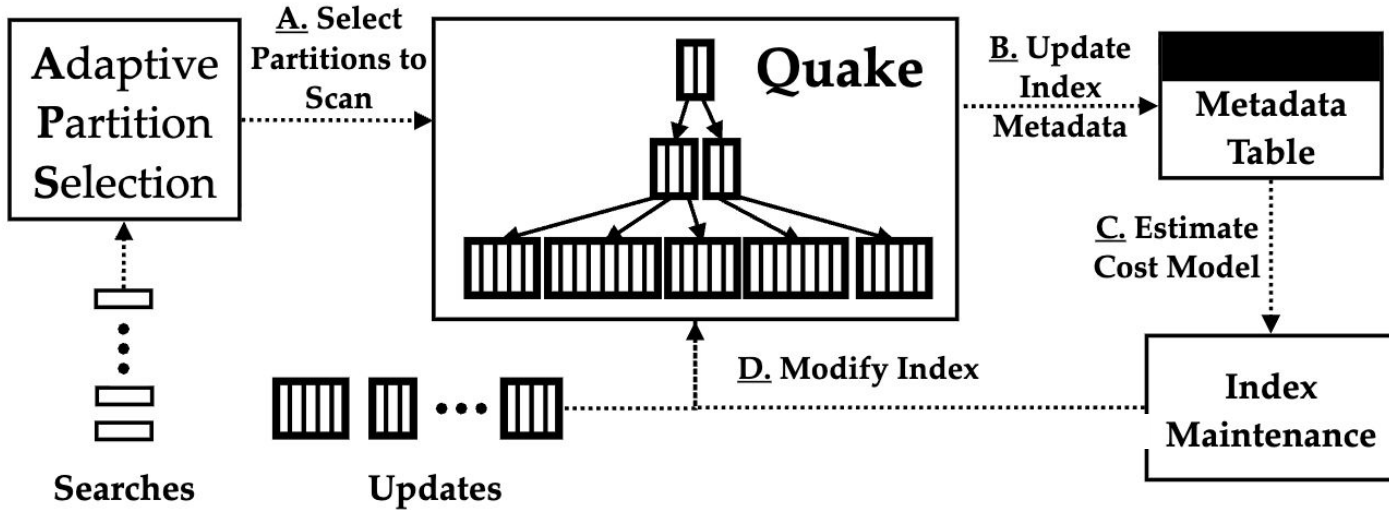 Adaptive
Partition
Selection
A. Select
Partitions to
Scan
Quake
B. Update
Index
Metadata
Metadata
Table
C. Estimate
Cost Model
D. Modify Index
Index
Maintenance
Searches
Updates